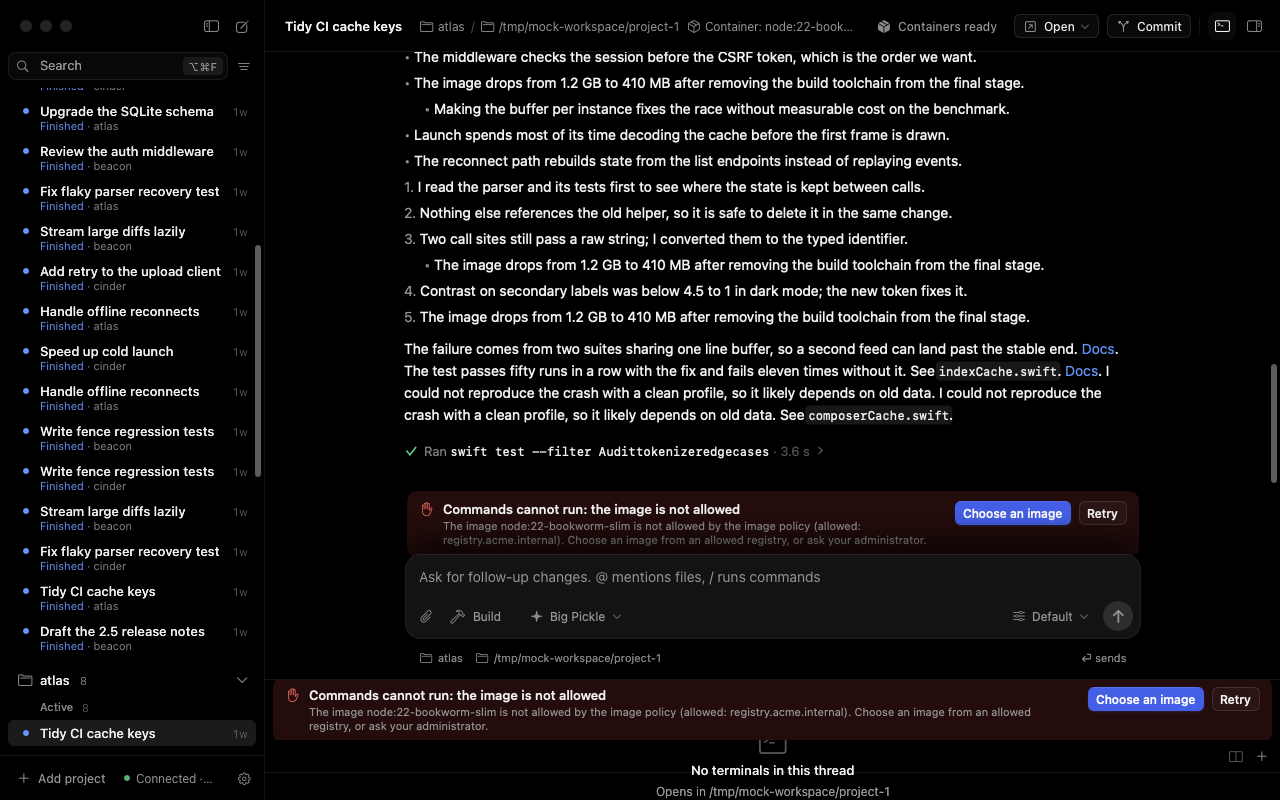 Tidy CI cache keys
atlas / /tmp/mock-workspace/project-1
Container: node:22-book...
Containers ready
Open
Commit
Search
⌥⌘F
Upgrade the SQLite schema 1w
Finished · atlas
Review the auth middleware 1w
Finished · beacon
Fix flaky parser recovery test 1w
Finished · atlas
Stream large diffs lazily 1w
Finished · beacon
Add retry to the upload client 1w
Finished · cinder
Handle offline reconnects 1w
Finished · beacon
Speed up cold launch 1w
Finished · cinder
Handle offline reconnects 1w
Finished · atlas
Write fence regression tests 1w
Finished · beacon
Write fence regression tests 1w
Finished · cinder
Stream large diffs lazily 1w
Finished · beacon
Fix flaky parser recovery test 1w
Finished · cinder
Tidy CI cache keys 1w
Finished · atlas
Draft the 2.5 release notes 1w
Finished · beacon
atlas 8
Active 8
Tidy CI cache keys 1w
Add project
Connected ·...
• The middleware checks the session before the CSRF token, which is the order we want.
• The image drops from 1.2 GB to 410 MB after removing the build toolchain from the final stage.
• Making the buffer per instance fixes the race without measurable cost on the benchmark.
• Launch spends most of its time decoding the cache before the first frame is drawn.
• The reconnect path rebuilds state from the list endpoints instead of replaying events.
1. I read the parser and its tests first to see where the state is kept between calls.
2. Nothing else references the old helper, so it is safe to delete it in the same change.
3. Two call sites still pass a raw string; I converted them to the typed identifier.
• The image drops from 1.2 GB to 410 MB after removing the build toolchain from the final stage.
4. Contrast on secondary labels was below 4.5 to 1 in dark mode; the new token fixes it.
5. The image drops from 1.2 GB to 410 MB after removing the build toolchain from the final stage.
The failure comes from two suites sharing one line buffer, so a second feed can land past the stable end. Docs.
The test passes fifty runs in a row with the fix and fails eleven times without it. See indexCache.swift. Docs. I
could not reproduce the crash with a clean profile, so it likely depends on old data. I could not reproduce the
crash with a clean profile, so it likely depends on old data. See composerCache.swift.
Ran swift test --filter Audittokenizeredgecases · 3.6 s
Commands cannot run: the image is not allowed
The image node:22-bookworm-slim is not allowed by the image policy (allowed:
registry.acme.internal). Choose an image from an allowed registry, or ask your administrator.
Choose an image
Retry
Ask for follow-up changes. @ mentions files, / runs commands
Build
Big Pickle
Default
atlas
/tmp/mock-workspace/project-1
↵ sends
Commands cannot run: the image is not allowed
The image node:22-bookworm-slim is not allowed by the image policy (allowed: registry.acme.internal). Choose an image from an allowed
registry, or ask your administrator.
Choose an image
Retry
No terminals in this thread
Opens in /tmp/mock-workspace/project-1